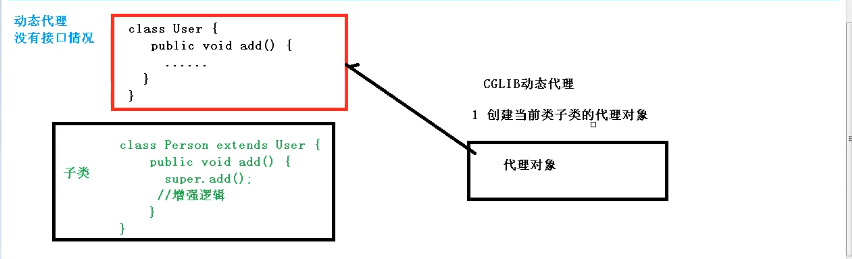 动态代理
没有接口情况
class User {
public void add() {
......
}
}
CGLIB动态代理
1 创建当前类子类的代理对象
代理对象
子类
class Person extends User {
public void add() {
super.add();
//增强逻辑
}
}